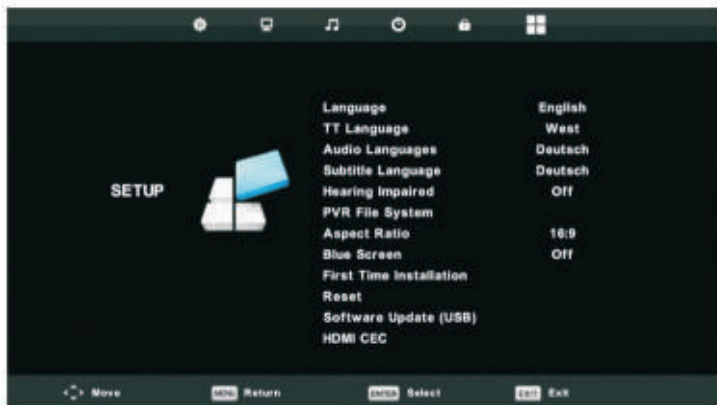 SETUP
Language English
TT Language West
Audio Languages Deutsch
Subtitle Language Deutsch
Hearing Impaired Off
PVR File System
Aspect Ratio 16:9
Blue Screen Off
First Time Installation
Reset
Software Update (USB)
HDMI CEC
Move MENU Return ENTER Select EXIT Exit